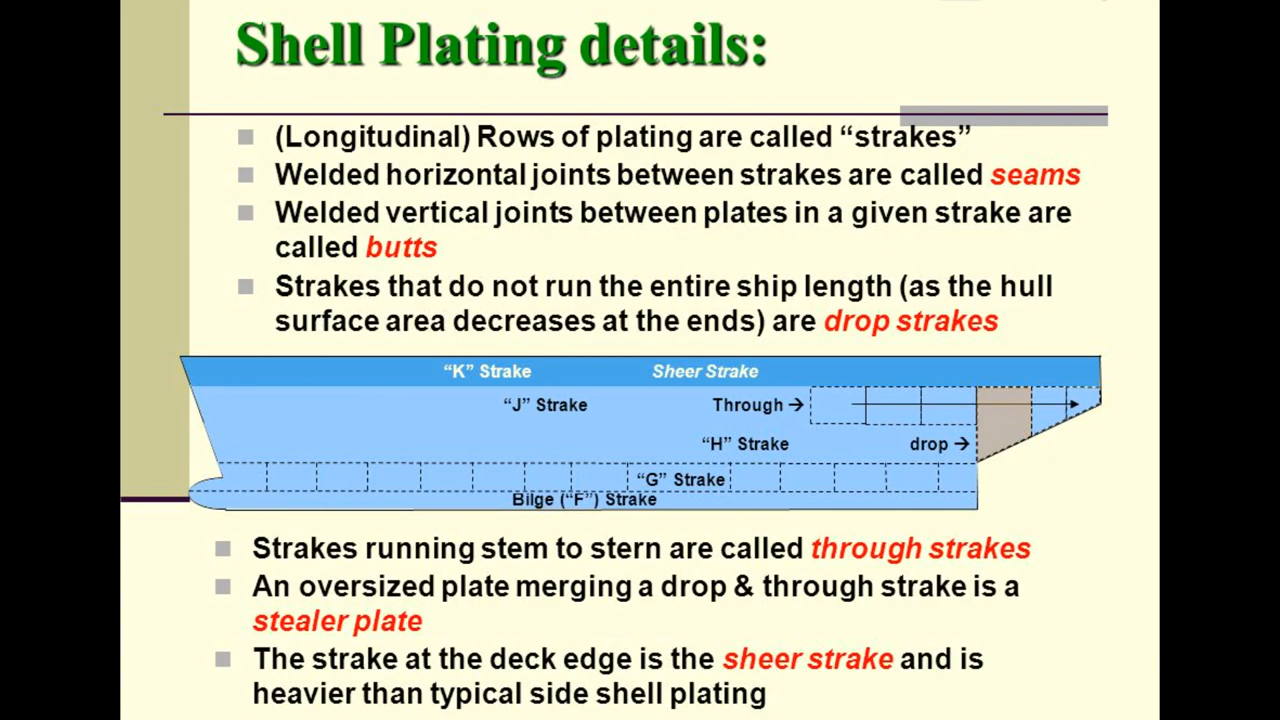 Shell Plating details:
(Longitudinal) Rows of plating are called “strakes”
Welded horizontal joints between strakes are called seams
Welded vertical joints between plates in a given strake are
called butts
Strakes that do not run the entire ship length (as the hull
surface area decreases at the ends) are drop strakes
“K” Strake Sheer Strake
“J” Strake Through →
“H” Strake drop →
“G” Strake
Bilge (“F”) Strake
Strakes running stem to stern are called through strakes
An oversized plate merging a drop & through strake is a
stealer plate
The strake at the deck edge is the sheer strake and is
heavier than typical side shell plating